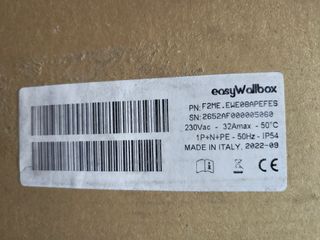 easyWallbox
PN: F2ME.EWE08APEFES
SN: 2652AF000005060
230Vac - 32Amax - 50°C
1P+N+PE - 50Hz - IP54
MADE IN ITALY, 2022-09